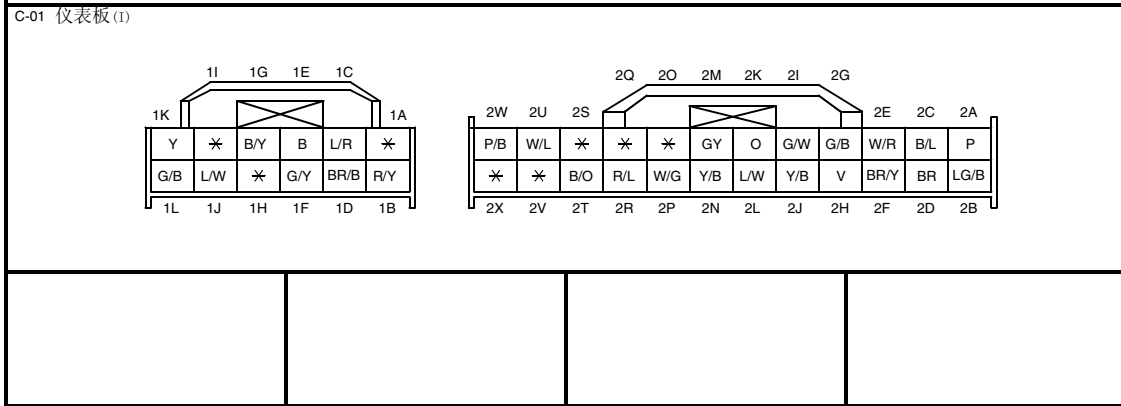 C-01 仪表板(I)
1I 1G 1E 1C 2Q 2O 2M 2K 2I 2G
1K 1A 2W 2U 2S 2E 2C 2A
Y * B/Y B L/R * P/B W/L * * * GY O G/W G/B W/R B/L P
G/B L/W * G/Y BR/B R/Y * * B/O R/L W/G Y/B L/W Y/B V BR/Y BR LG/B
1L 1J 1H 1F 1D 1B 2X 2V 2T 2R 2P 2N 2L 2J 2H 2F 2D 2B